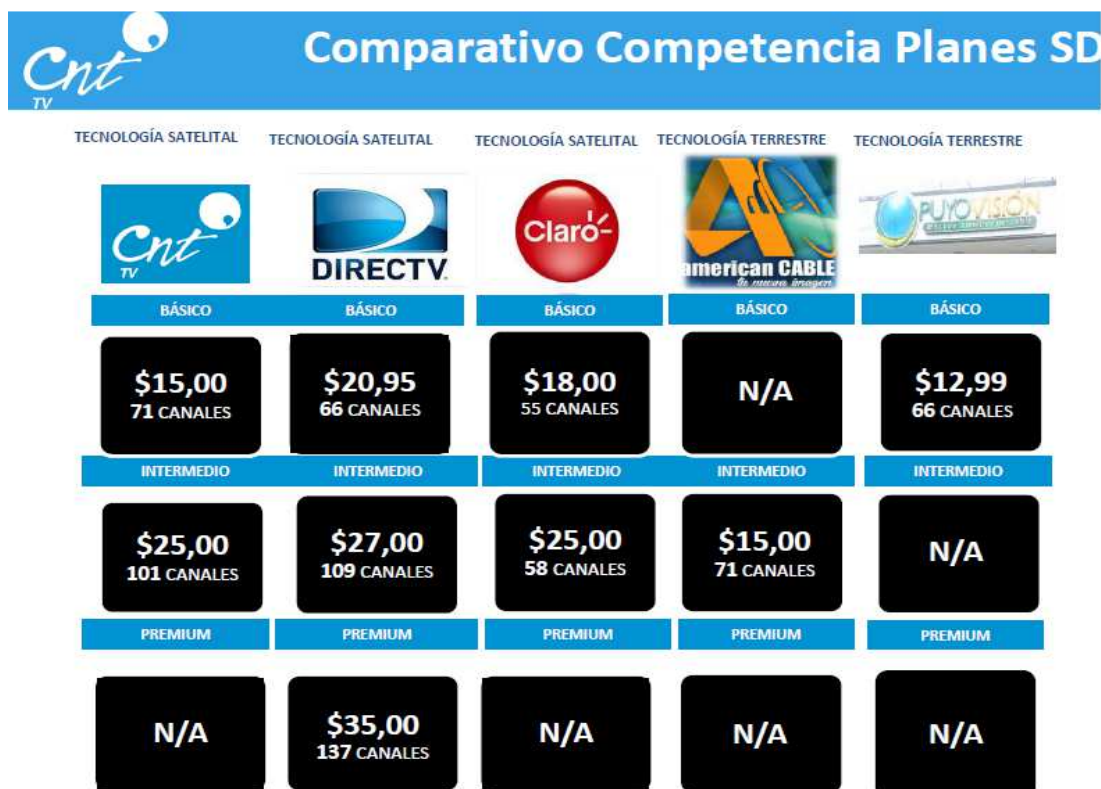 Cnt
TV
Comparativo Competencia Planes SD
TECNOLOGÍA SATELITAL
TECNOLOGÍA SATELITAL
TECNOLOGÍA SATELITAL
TECNOLOGÍA TERRESTRE
TECNOLOGÍA TERRESTRE
Cnt
TV
DIRECTV
Claro
american CABLE
tu nueva imagen
PUYOVISIÓN
BÁSICO
BÁSICO
BÁSICO
BÁSICO
BÁSICO
$15,00
71 CANALES
$20,95
66 CANALES
$18,00
55 CANALES
N/A
$12,99
66 CANALES
INTERMEDIO
INTERMEDIO
INTERMEDIO
INTERMEDIO
INTERMEDIO
$25,00
101 CANALES
$27,00
109 CANALES
$25,00
58 CANALES
$15,00
71 CANALES
N/A
PREMIUM
PREMIUM
PREMIUM
PREMIUM
PREMIUM
N/A
$35,00
137 CANALES
N/A
N/A
N/A